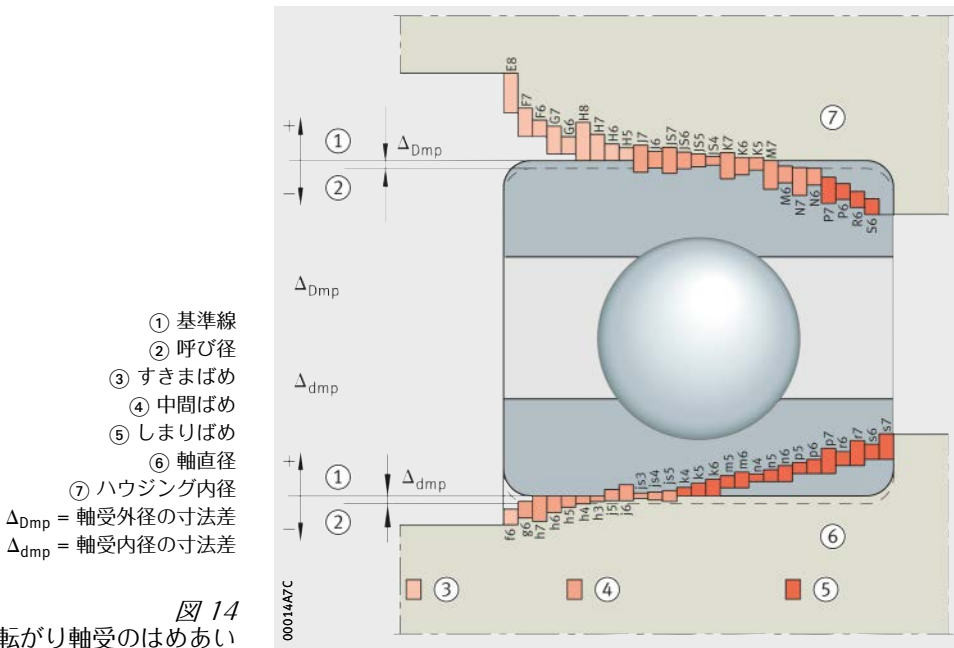 ① 基準線
② 呼び径
③ すきまばめ
④ 中間ばめ
⑤ しまりばめ
⑥ 軸直径
⑦ ハウジング内径
ΔDmp = 軸受外径の寸法差
Δdmp = 軸受内径の寸法差
図 14
転がり軸受のはめあい
E8
F7
F6
G7
G6
H8
H7
H6
H5
J7
J6
JS7
JS6
JS5
JS4
K7
K6
K5
M7
M6
N7
N6
P7
P6
R6
S6
⑦
+
①
ΔDmp
−
②
ΔDmp
Δdmp
+
①
Δdmp
−
②
f6
g6
h7
h6
h5
h4
h3
j5
j6
js3
js4
js5
k4
k5
k6
m5
m6
n4
n5
n6
p5
p6
p7
r6
r7
s6
s7
⑥
③
④
⑤
00014A7C